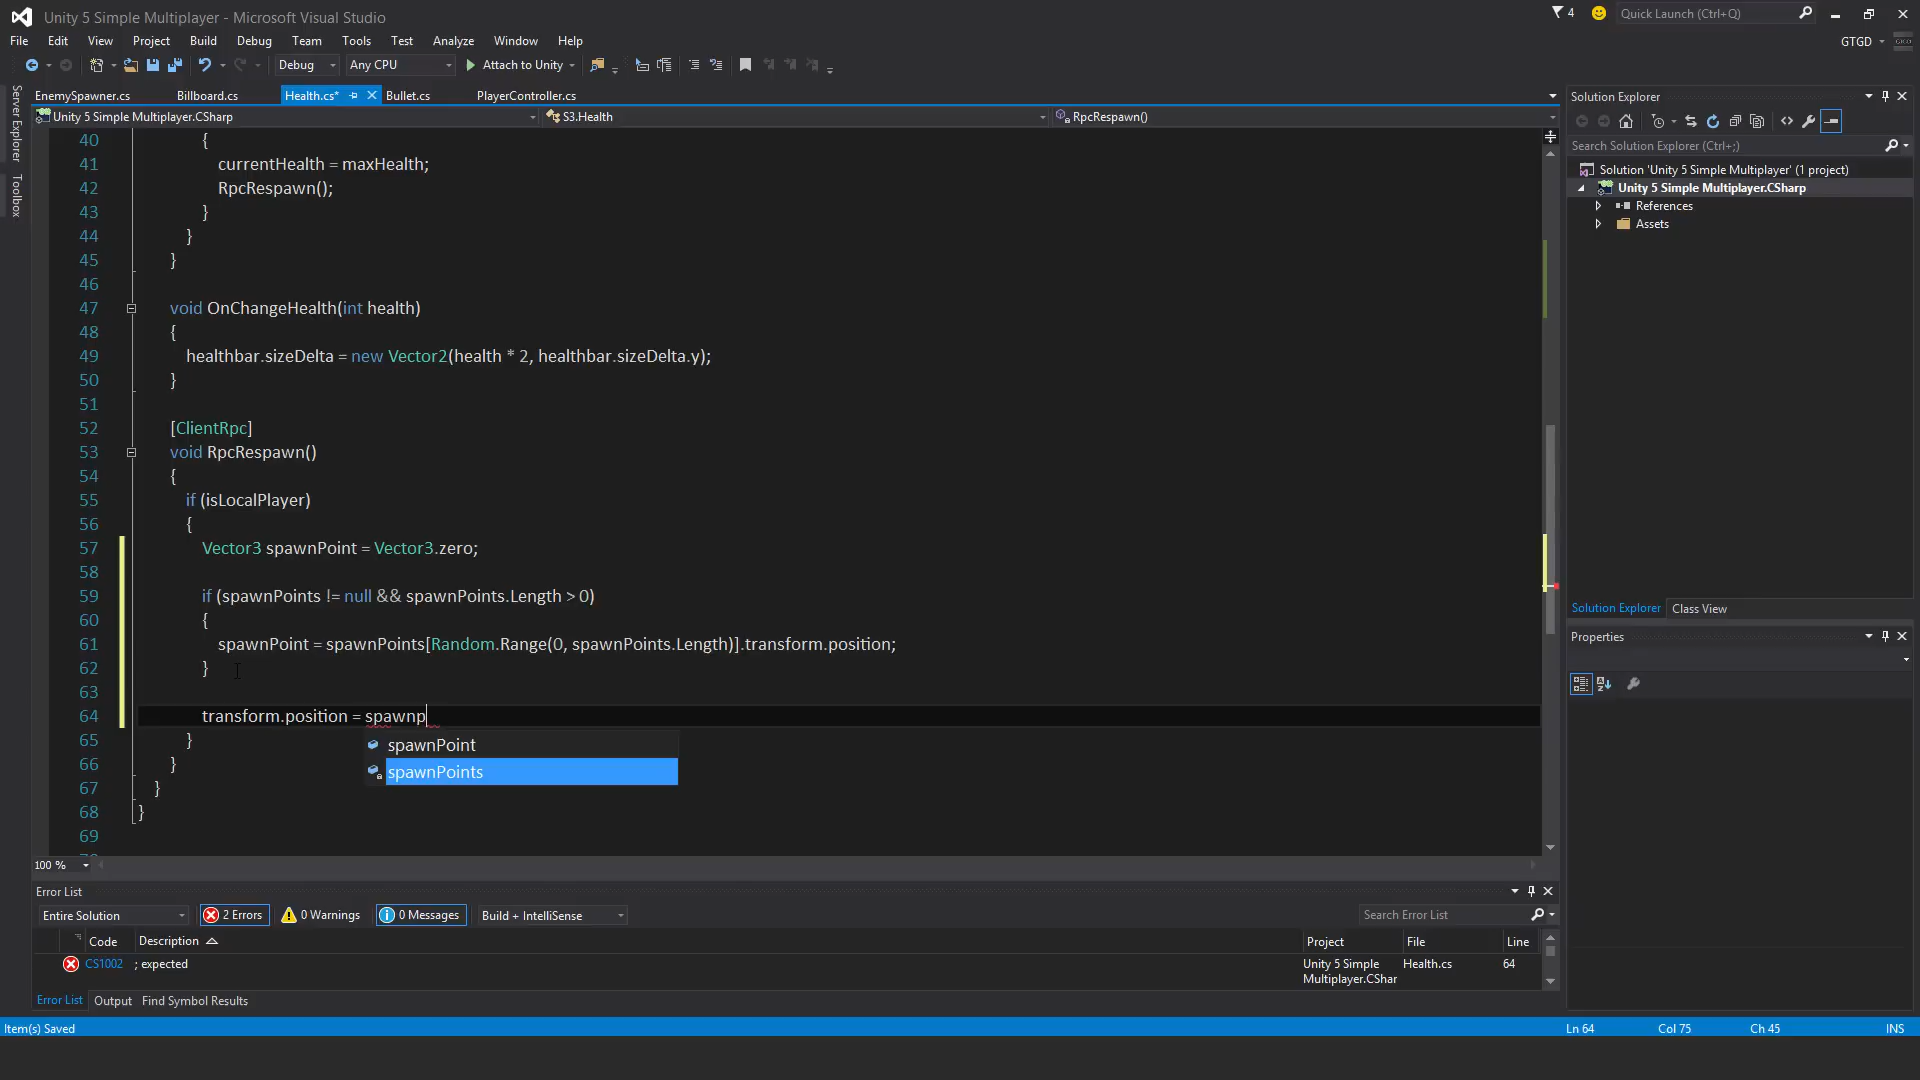 Unity 5 Simple Multiplayer - Microsoft Visual Studio
4
Quick Launch (Ctrl+Q)
File Edit View Project Build Debug Team Tools Test Analyze Window Help
GTGD
Debug Any CPU Attach to Unity
Server Explorer
Toolbox
EnemySpawner.cs Billboard.cs Health.cs* Bullet.cs PlayerController.cs
Unity 5 Simple Multiplayer.CSharp S3.Health RpcRespawn()
40 {
41 currentHealth = maxHealth;
42 RpcRespawn();
43 }
44 }
45 }
46
47 void OnChangeHealth(int health)
48 {
49 healthbar.sizeDelta = new Vector2(health * 2, healthbar.sizeDelta.y);
50 }
51
52 [ClientRpc]
53 void RpcRespawn()
54 {
55 if (isLocalPlayer)
56 {
57 Vector3 spawnPoint = Vector3.zero;
58
59 if (spawnPoints != null && spawnPoints.Length > 0)
60 {
61 spawnPoint = spawnPoints[Random.Range(0, spawnPoints.Length)].transform.position;
62 }
63
64 transform.position = spawnp
65 }
66 }
67 }
68 }
69
spawnPoint
spawnPoints
100 %
Solution Explorer
Search Solution Explorer (Ctrl+;)
Solution 'Unity 5 Simple Multiplayer' (1 project)
Unity 5 Simple Multiplayer.CSharp
References
Assets
Solution Explorer Class View
Properties
Error List
Entire Solution 2 Errors 0 Warnings 0 Messages Build + IntelliSense Search Error List
Code Description Project File Line
CS1002 ; expected Unity 5 Simple Health.cs 64
Multiplayer.CShar
Error List Output Find Symbol Results
Item(s) Saved Ln 64 Col 75 Ch 45 INS